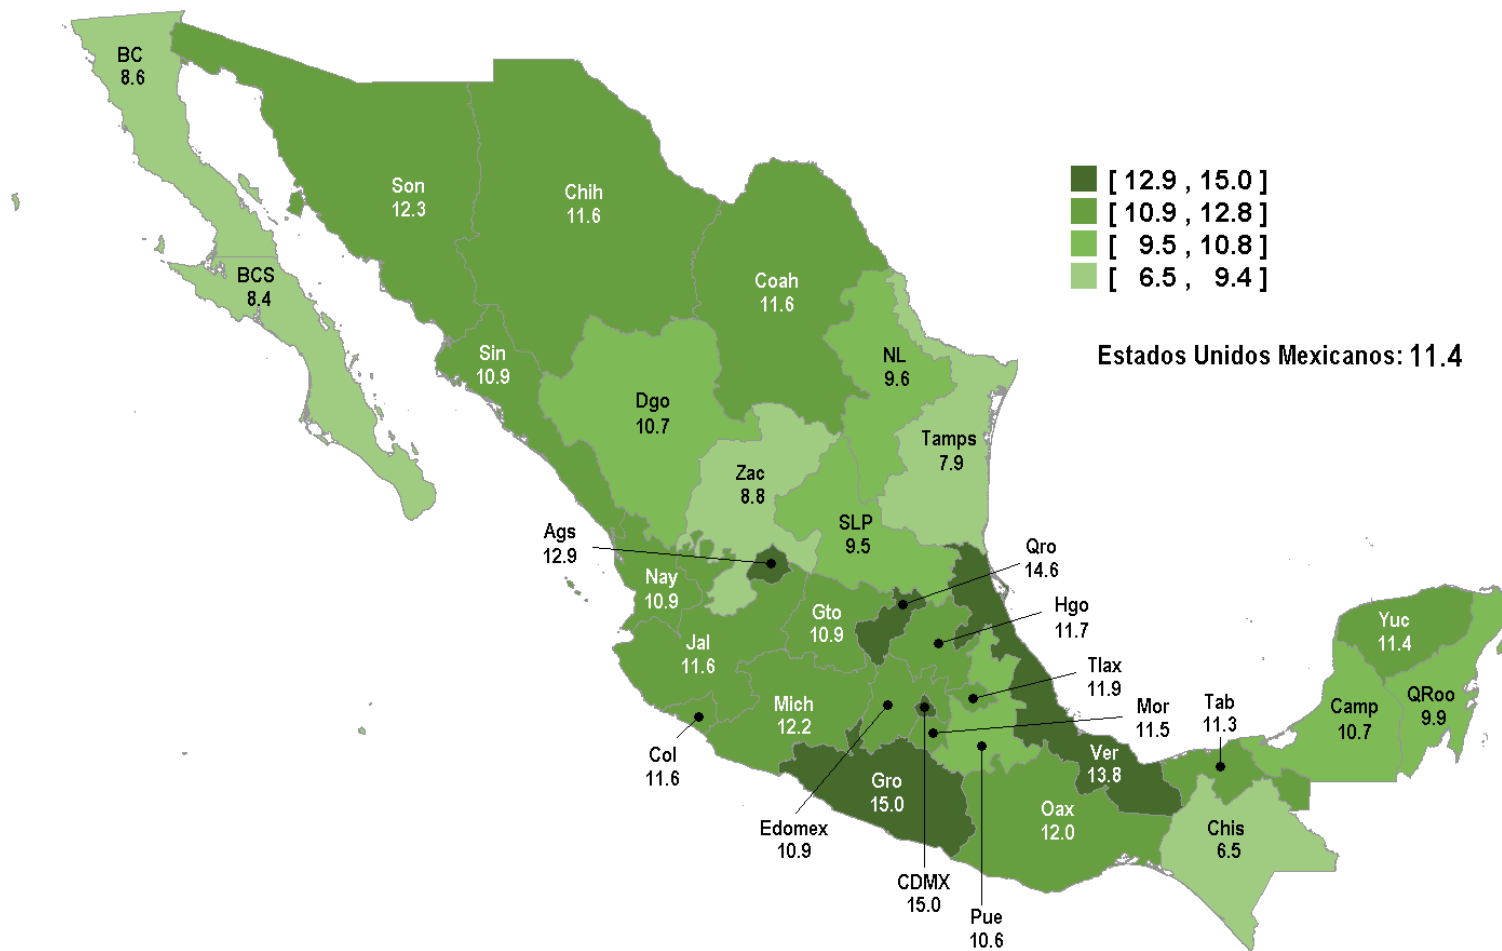 BC
8.6
Son
12.3
Chih
11.6
[ 12.9 , 15.0 ]
[ 10.9 , 12.8 ]
[ 9.5 , 10.8 ]
[ 6.5 , 9.4 ]
BCS
8.4
Coah
11.6
Estados Unidos Mexicanos: 11.4
Sin
10.9
NL
9.6
Dgo
10.7
Tamps
7.9
Zac
8.8
SLP
9.5
Ags
12.9
Qro
14.6
Nay
10.9
Gto
10.9
Hgo
11.7
Yuc
11.4
Jal
11.6
Tlax
11.9
QRoo
9.9
Mich
12.2
Mor
11.5
Tab
11.3
Camp
10.7
Col
11.6
Ver
13.8
Gro
15.0
Oax
12.0
Edomex
10.9
Chis
6.5
CDMX
15.0
Pue
10.6